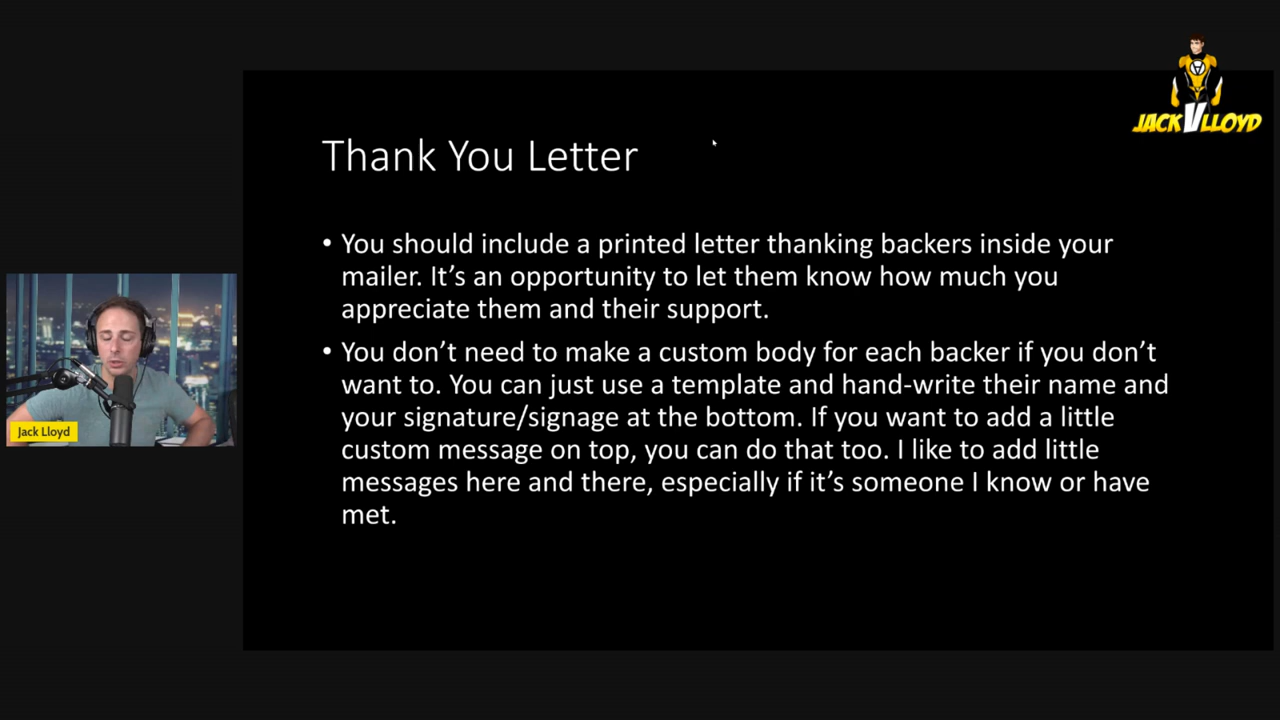 JACK V LLOYD
Thank You Letter
• You should include a printed letter thanking backers inside your
mailer. It’s an opportunity to let them know how much you
appreciate them and their support.
• You don’t need to make a custom body for each backer if you don’t
want to. You can just use a template and hand-write their name and
your signature/signage at the bottom. If you want to add a little
custom message on top, you can do that too. I like to add little
messages here and there, especially if it’s someone I know or have
met.
Jack Lloyd